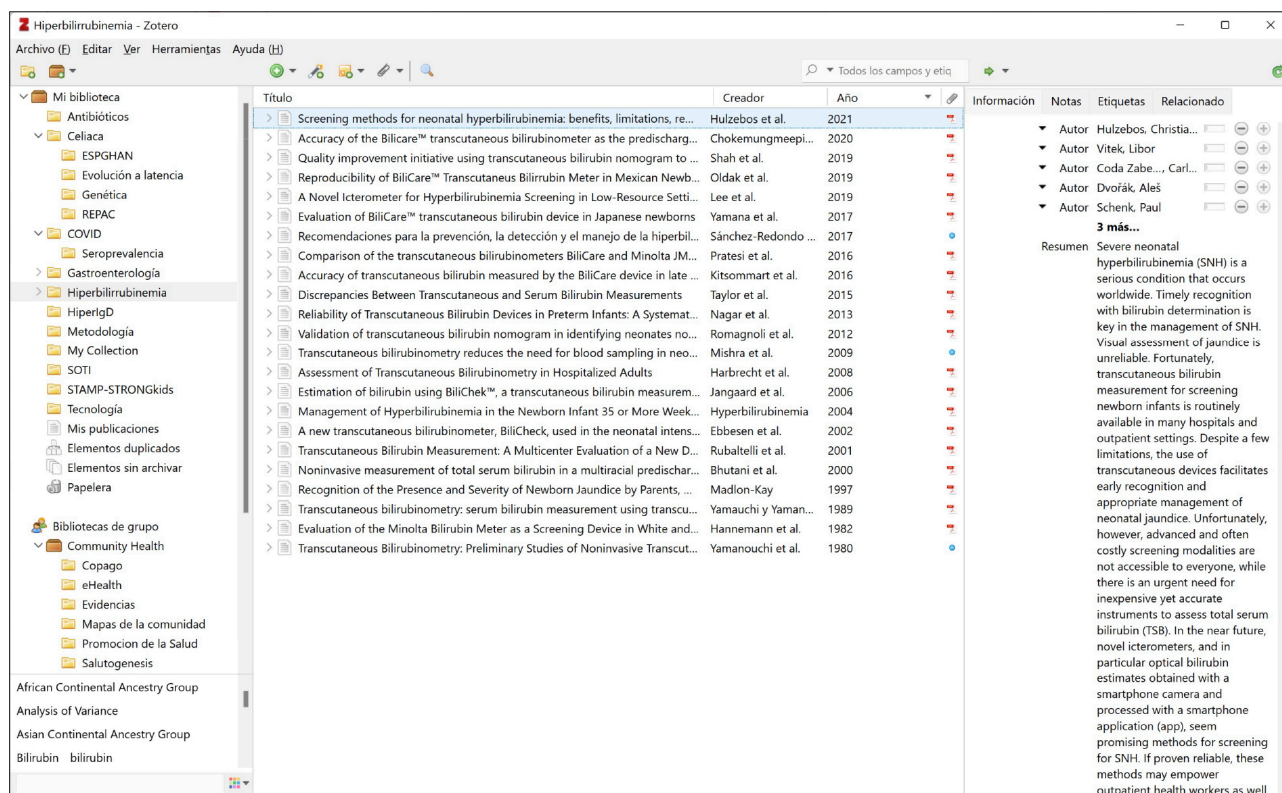 Hiperbilirrubinemia - Zotero
Archivo (F) Editar Ver Herramientas Ayuda (H)
Todos los campos y etiq
Mi biblioteca
Antibióticos
Celiaca
ESPGHAN
Evolución a latencia
Genética
REPAC
COVID
Seroprevalencia
Gastroenterología
Hiperbilirrubinemia
HiperIgD
Metodología
My Collection
SOTI
STAMP-STRONGkids
Tecnología
Mis publicaciones
Elementos duplicados
Elementos sin archivar
Papelera
Bibliotecas de grupo
Community Health
Copago
eHealth
Evidencias
Mapas de la comunidad
Promocion de la Salud
Salutogenesis
African Continental Ancestry Group
Analysis of Variance
Asian Continental Ancestry Group
Bilirubin bilirubin
Título Creador Año
Screening methods for neonatal hyperbilirubinemia: benefits, limitations, re... Hulzebos et al. 2021
Accuracy of the Bilicare™ transcutaneous bilirubinometer as the predischarg... Chokemungmeepi... 2020
Quality improvement initiative using transcutaneous bilirubin nomogram to ... Shah et al. 2019
Reproducibility of BiliCare™ Transcutaneous Bilirrubin Meter in Mexican Newb... Oldak et al. 2019
A Novel Icterometer for Hyperbilirubinemia Screening in Low-Resource Setti... Lee et al. 2019
Evaluation of BiliCare™ transcutaneous bilirubin device in Japanese newborns Yamana et al. 2017
Recomendaciones para la prevención, la detección y el manejo de la hiperbil... Sánchez-Redondo ... 2017
Comparison of the transcutaneous bilirubinometers BiliCare and Minolta JM... Pratesi et al. 2016
Accuracy of transcutaneous bilirubin measured by the BiliCare device in late ... Kitsommart et al. 2016
Discrepancies Between Transcutaneous and Serum Bilirubin Measurements Taylor et al. 2015
Reliability of Transcutaneous Bilirubin Devices in Preterm Infants: A Systemat... Nagar et al. 2013
Validation of transcutaneous bilirubin nomogram in identifying neonates no... Romagnoli et al. 2012
Transcutaneous bilirubinometry reduces the need for blood sampling in neo... Mishra et al. 2009
Assessment of Transcutaneous Bilirubinometry in Hospitalized Adults Harbrecht et al. 2008
Estimation of bilirubin using BiliChek™, a transcutaneous bilirubin measurem... Jangaard et al. 2006
Management of Hyperbilirubinemia in the Newborn Infant 35 or More Week... Hyperbilirubinemia 2004
A new transcutaneous bilirubinometer, BiliCheck, used in the neonatal intens... Ebbesen et al. 2002
Transcutaneous Bilirubin Measurement: A Multicenter Evaluation of a New D... Rubaltelli et al. 2001
Noninvasive measurement of total serum bilirubin in a multiracial predischar... Bhutani et al. 2000
Recognition of the Presence and Severity of Newborn Jaundice by Parents, ... Madlon-Kay 1997
Transcutaneous bilirubinometry: serum bilirubin measurement using transcu... Yamauchi y Yaman... 1989
Evaluation of the Minolta Bilirubin Meter as a Screening Device in White and... Hannemann et al. 1982
Transcutaneous Bilirubinometry: Preliminary Studies of Noninvasive Transcut... Yamanouchi et al. 1980
Información Notas Etiquetas Relacionado
Autor Hulzebos, Christia...
Autor Vitek, Libor
Autor Coda Zabe..., Carl...
Autor Dvořák, Aleš
Autor Schenk, Paul
3 más...
Resumen Severe neonatal
hyperbilirubinemia (SNH) is a
serious condition that occurs
worldwide. Timely recognition
with bilirubin determination is
key in the management of SNH.
Visual assessment of jaundice is
unreliable. Fortunately,
transcutaneous bilirubin
measurement for screening
newborn infants is routinely
available in many hospitals and
outpatient settings. Despite a few
limitations, the use of
transcutaneous devices facilitates
early recognition and
appropriate management of
neonatal jaundice. Unfortunately,
however, advanced and often
costly screening modalities are
not accessible to everyone, while
there is an urgent need for
inexpensive yet accurate
instruments to assess total serum
bilirubin (TSB). In the near future,
novel icterometers, and in
particular optical bilirubin
estimates obtained with a
smartphone camera and
processed with a smartphone
application (app), seem
promising methods for screening
for SNH. If proven reliable, these
methods may empower
outpatient health workers as well